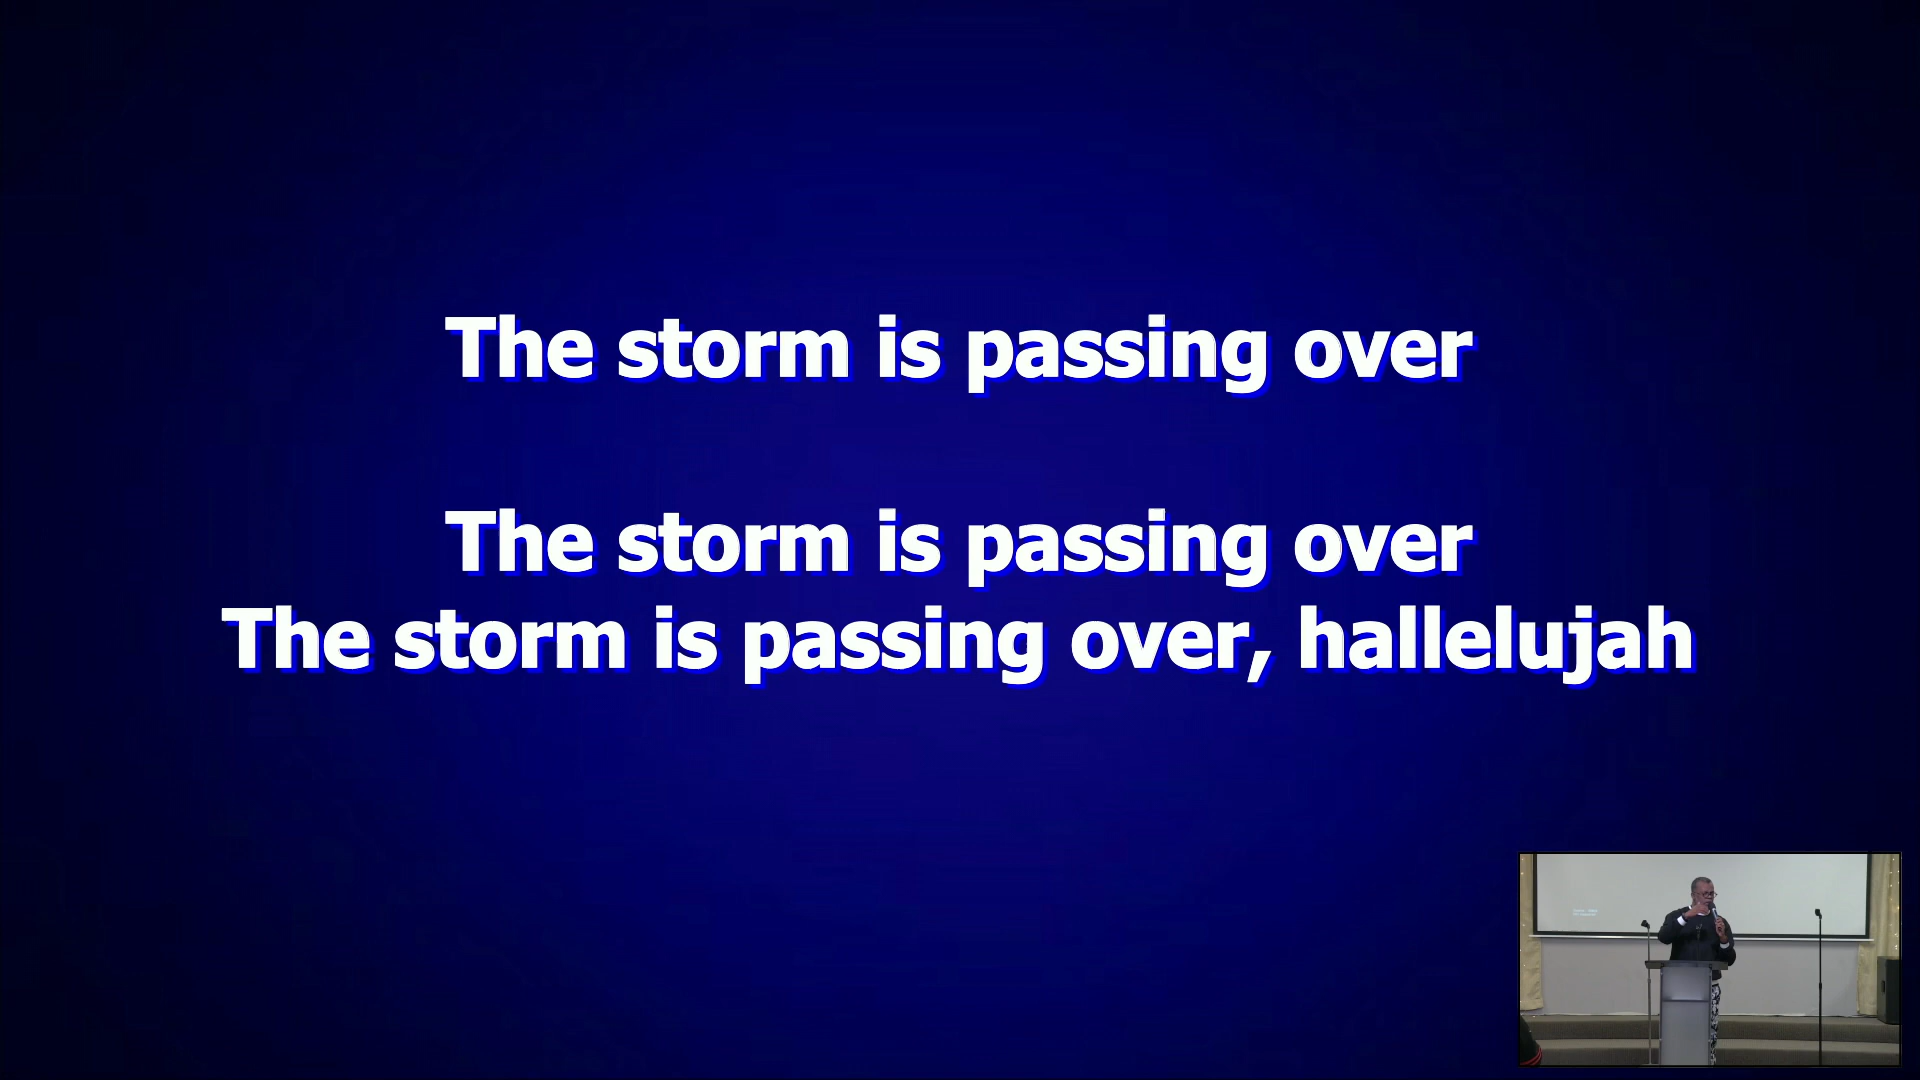 The storm is passing over
The storm is passing over
The storm is passing over, hallelujah